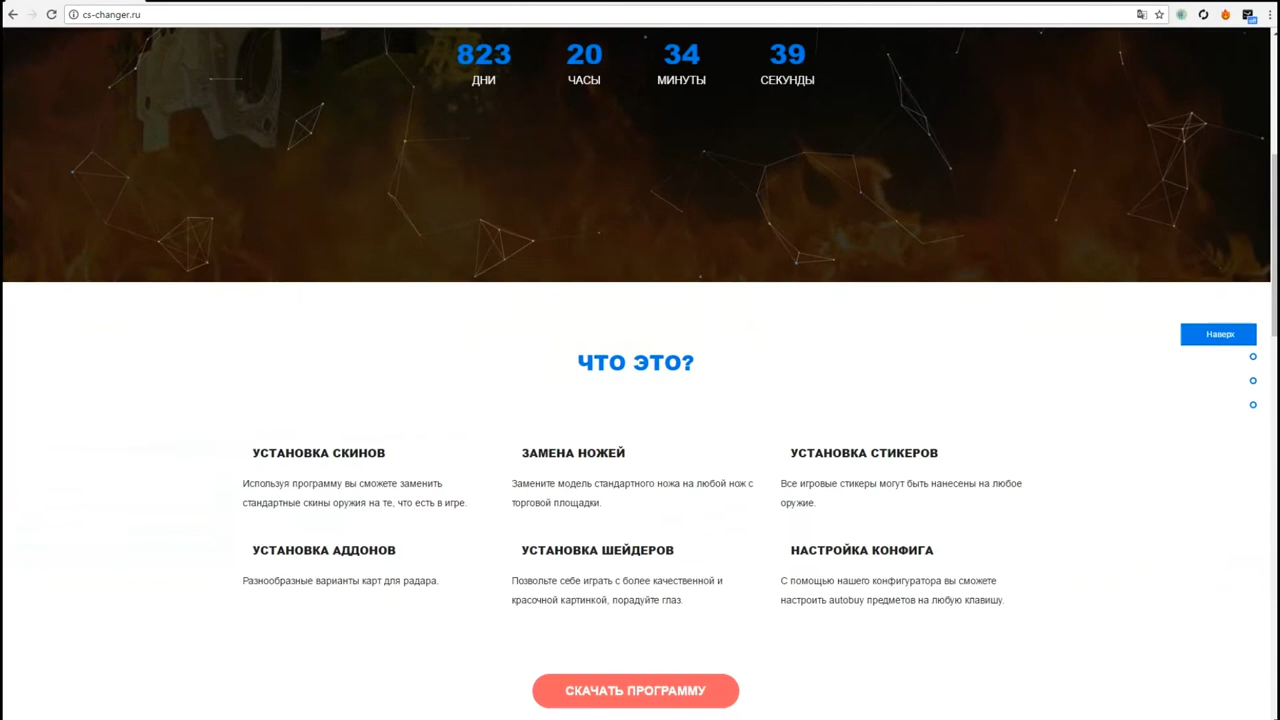 cs-changer.ru
823 20 34 39
ДНИ ЧАСЫ МИНУТЫ СЕКУНДЫ
Наверх
ЧТО ЭТО?
УСТАНОВКА СКИНОВ
Используя программу вы сможете заменить
стандартные скины оружия на те, что есть в игре.
ЗАМЕНА НОЖЕЙ
Замените модель стандартного ножа на любой нож с
торговой площадки.
УСТАНОВКА СТИКЕРОВ
Все игровые стикеры могут быть нанесены на любое
оружие.
УСТАНОВКА АДДОНОВ
Разнообразные варианты карт для радара.
УСТАНОВКА ШЕЙДЕРОВ
Позвольте себе играть с более качественной и
красочной картинкой, порадуйте глаз.
НАСТРОЙКА КОНФИГА
С помощью нашего конфигуратора вы сможете
настроить autobuy предметов на любую клавишу.
СКАЧАТЬ ПРОГРАММУ